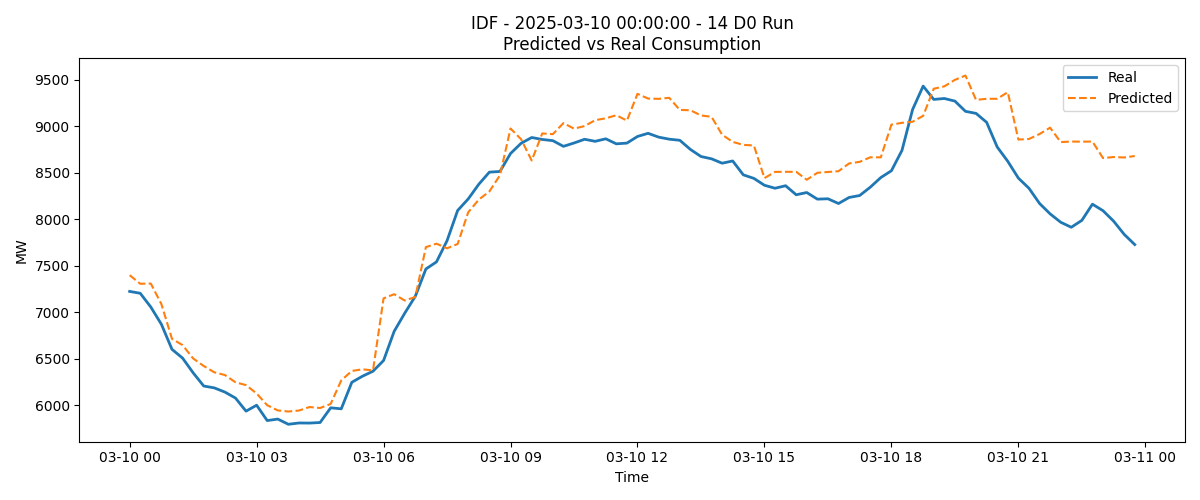 IDF - 2025-03-10 00:00:00 - 14 D0 Run
Predicted vs Real Consumption
Real
Predicted
MW
9500
9000
8500
8000
7500
7000
6500
6000
03-10 00
03-10 03
03-10 06
03-10 09
03-10 12
03-10 15
03-10 18
03-10 21
03-11 00
Time